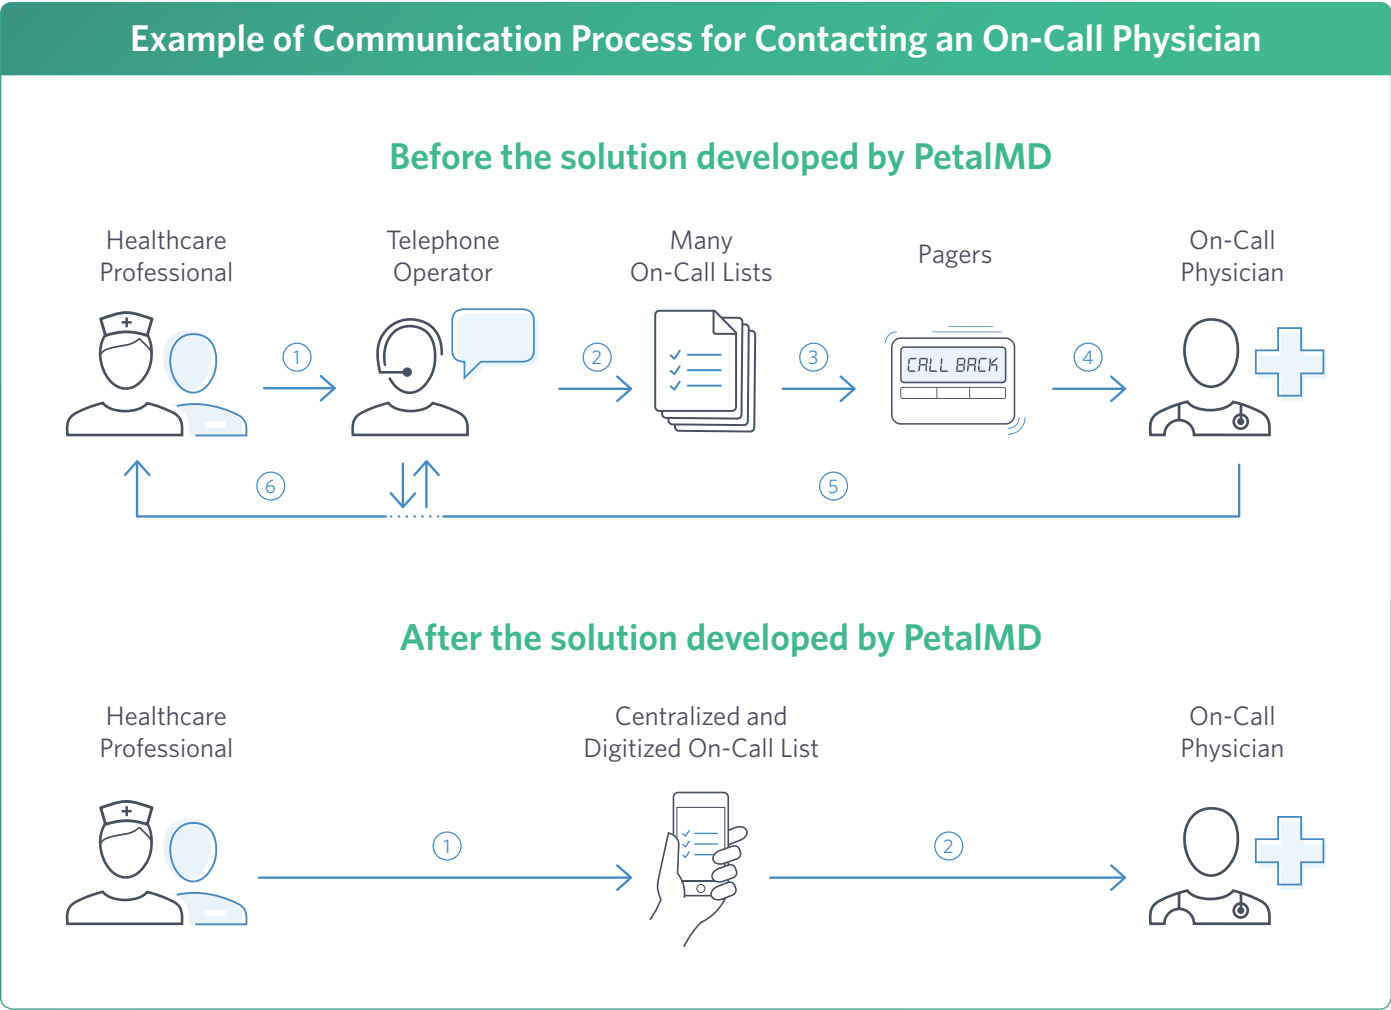 Example of Communication Process for Contacting an On-Call Physician
Before the solution developed by PetalMD
Healthcare
Professional
Telephone
Operator
Many
On-Call Lists
Pagers
On-Call
Physician
1
2
3
4
CALL BACK
6
5
After the solution developed by PetalMD
Healthcare
Professional
Centralized and
Digitized On-Call List
On-Call
Physician
1
2